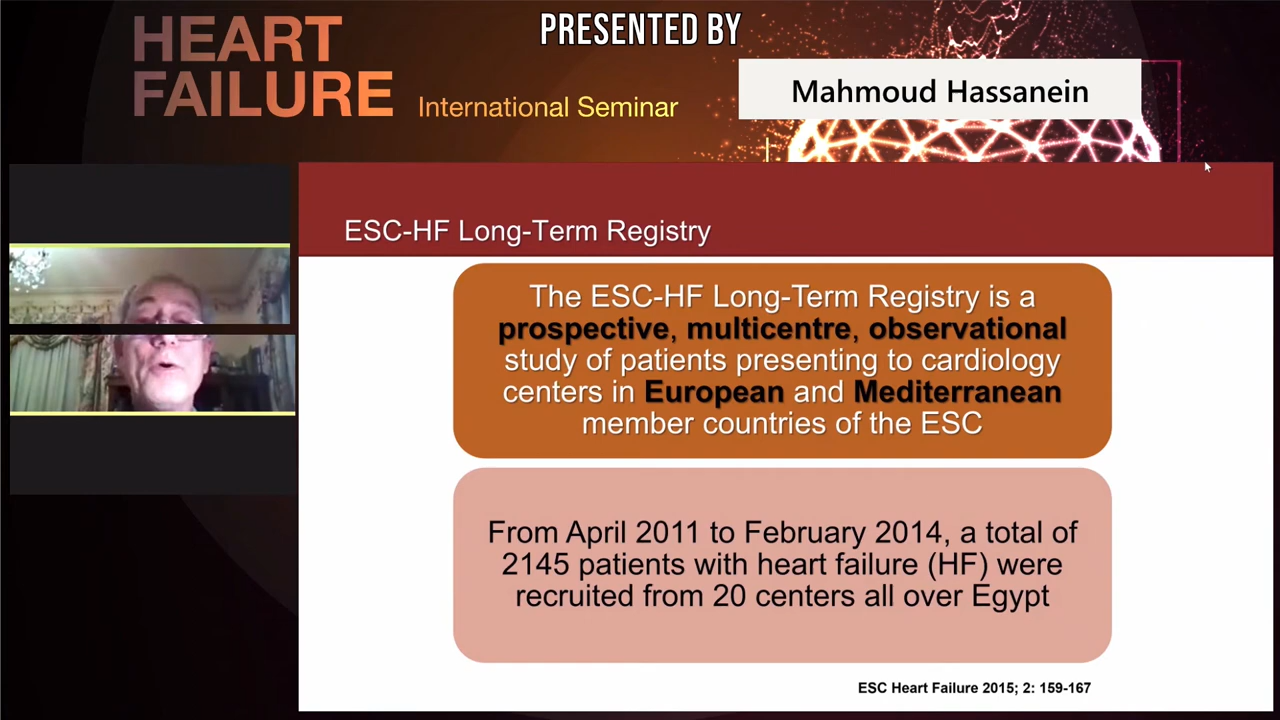 HEART
FAILURE
International Seminar
PRESENTED BY
Mahmoud Hassanein
ESC-HF Long-Term Registry
The ESC-HF Long-Term Registry is a
prospective, multicentre, observational
study of patients presenting to cardiology
centers in European and Mediterranean
member countries of the ESC
From April 2011 to February 2014, a total of
2145 patients with heart failure (HF) were
recruited from 20 centers all over Egypt
ESC Heart Failure 2015; 2: 159-167